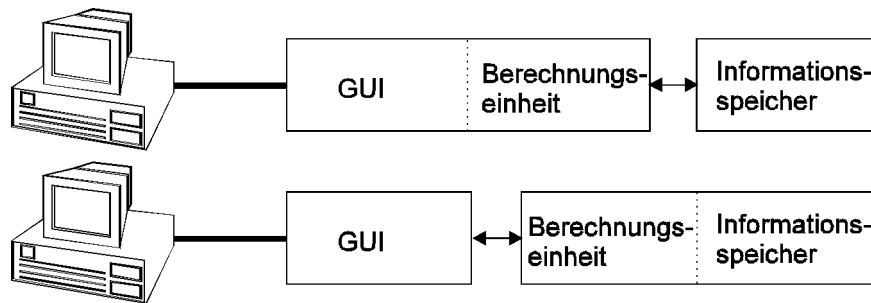 GUI
Berechnungs-
einheit
Informations-
speicher
GUI
Berechnungs-
einheit
Informations-
speicher